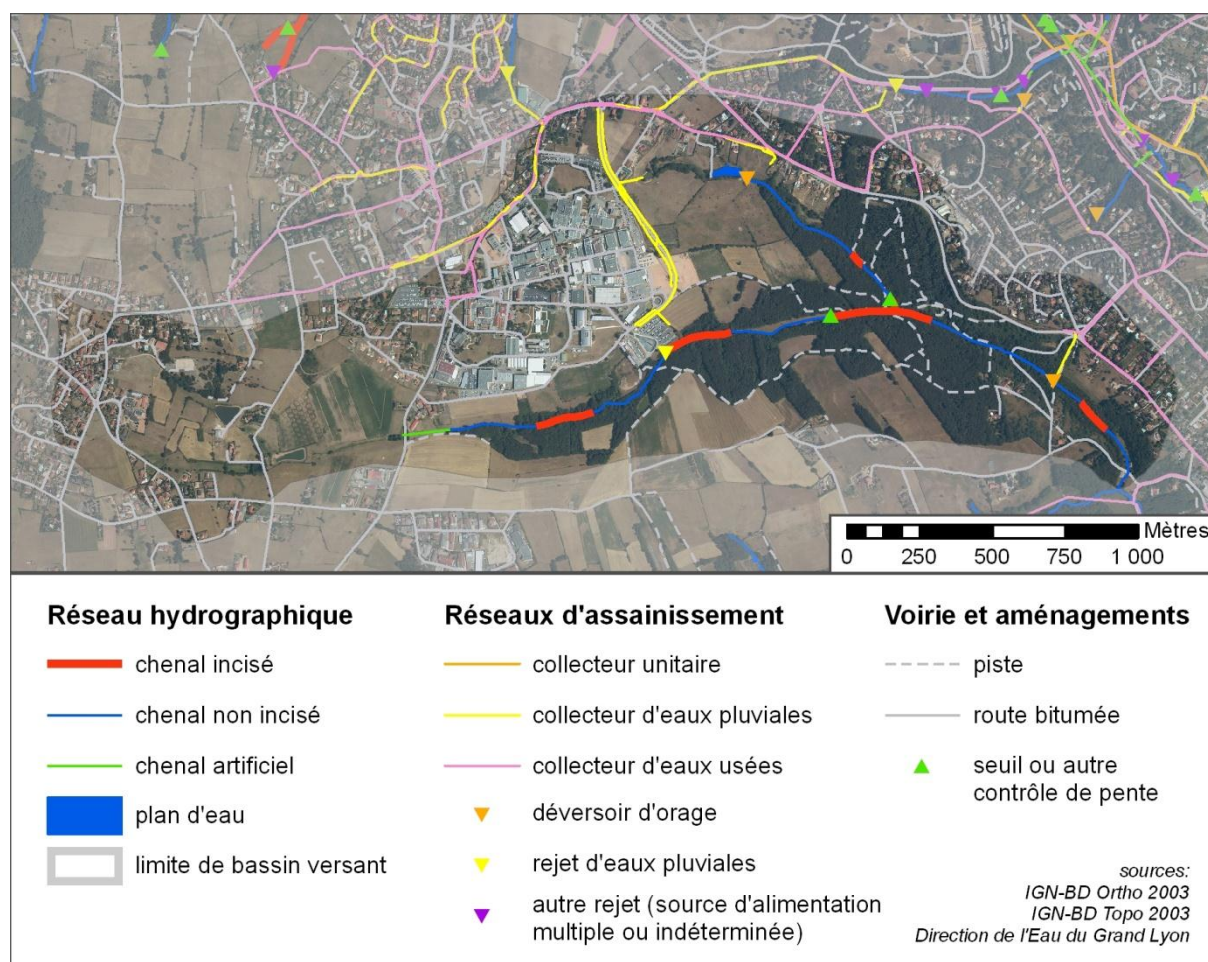 Mètres
0 250 500 750 1 000
Réseau hydrographique
chenal incisé
chenal non incisé
chenal artificiel
plan d'eau
limite de bassin versant
Réseaux d'assainissement
collecteur unitaire
collecteur d'eaux pluviales
collecteur d'eaux usées
déversoir d'orage
rejet d'eaux pluviales
autre rejet (source d'alimentation
multiple ou indéterminée)
Voirie et aménagements
piste
route bitumée
seuil ou autre
contrôle de pente
sources:
IGN-BD Ortho 2003
IGN-BD Topo 2003
Direction de l'Eau du Grand Lyon